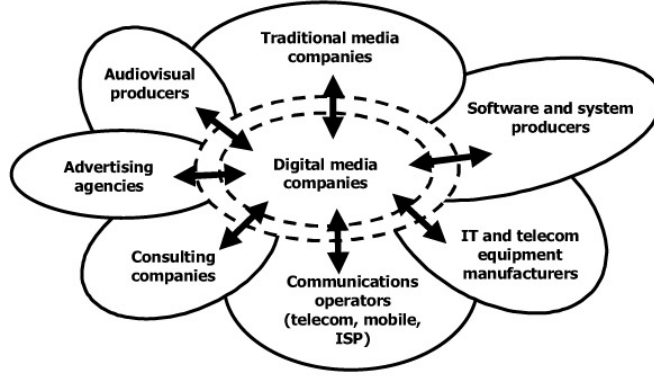 Traditional media
companies
Audiovisual
producers
Software and system
producers
Advertising
agencies
Digital media
companies
Consulting
companies
IT and telecom
equipment
manufacturers
Communications
operators
(telecom, mobile,
ISP)